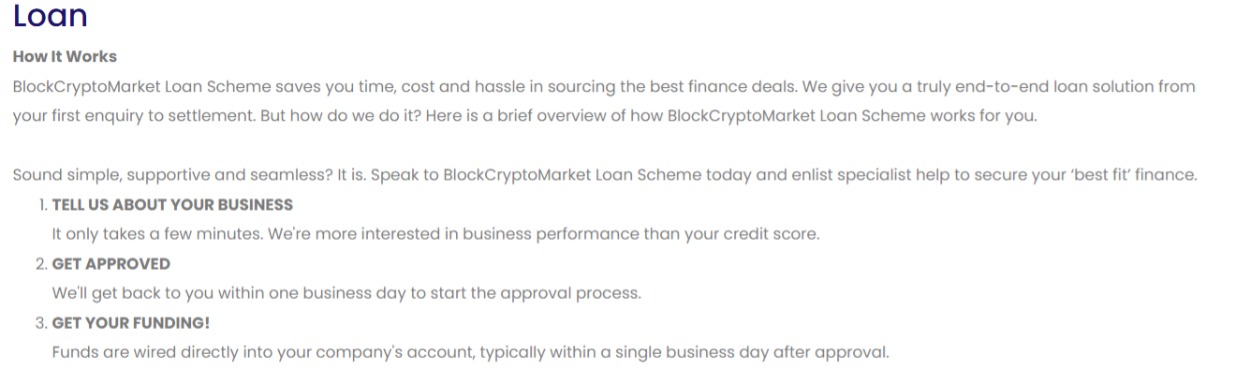 Loan
How It Works
BlockCryptoMarket Loan Scheme saves you time, cost and hassle in sourcing the best finance deals. We give you a truly end-to-end loan solution from
your first enquiry to settlement. But how do we do it? Here is a brief overview of how BlockCryptoMarket Loan Scheme works for you.
Sound simple, supportive and seamless? It is. Speak to BlockCryptoMarket Loan Scheme today and enlist specialist help to secure your ‘best fit’ finance.
1. TELL US ABOUT YOUR BUSINESS
It only takes a few minutes. We're more interested in business performance than your credit score.
2. GET APPROVED
We'll get back to you within one business day to start the approval process.
3. GET YOUR FUNDING!
Funds are wired directly into your company's account, typically within a single business day after approval.